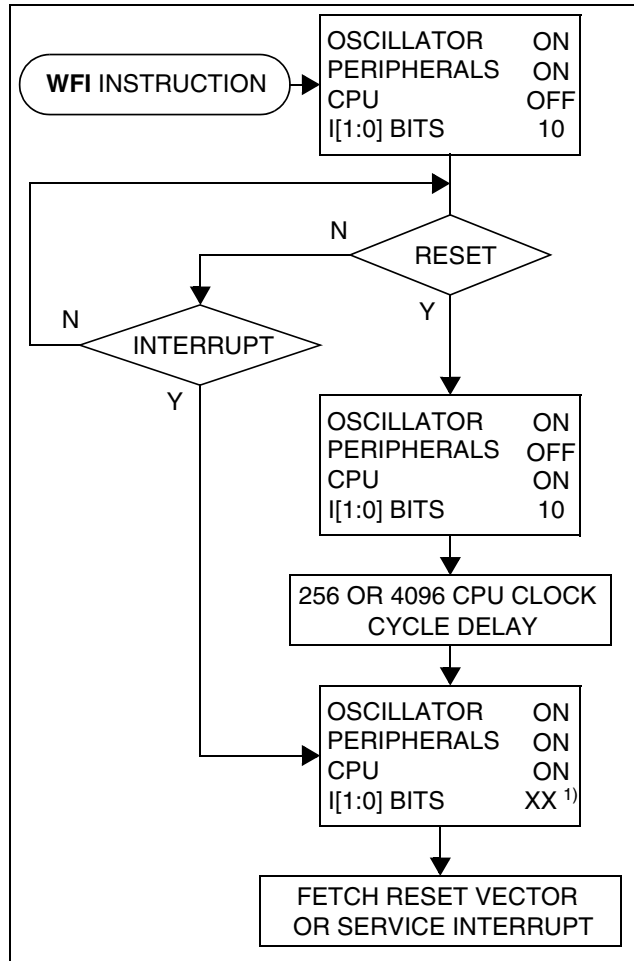 WFI INSTRUCTION
OSCILLATOR ON
PERIPHERALS ON
CPU OFF
I[1:0] BITS 10
N
RESET
Y
N
INTERRUPT
Y
OSCILLATOR ON
PERIPHERALS OFF
CPU ON
I[1:0] BITS 10
256 OR 4096 CPU CLOCK
CYCLE DELAY
OSCILLATOR ON
PERIPHERALS ON
CPU ON
I[1:0] BITS XX 1)
FETCH RESET VECTOR
OR SERVICE INTERRUPT